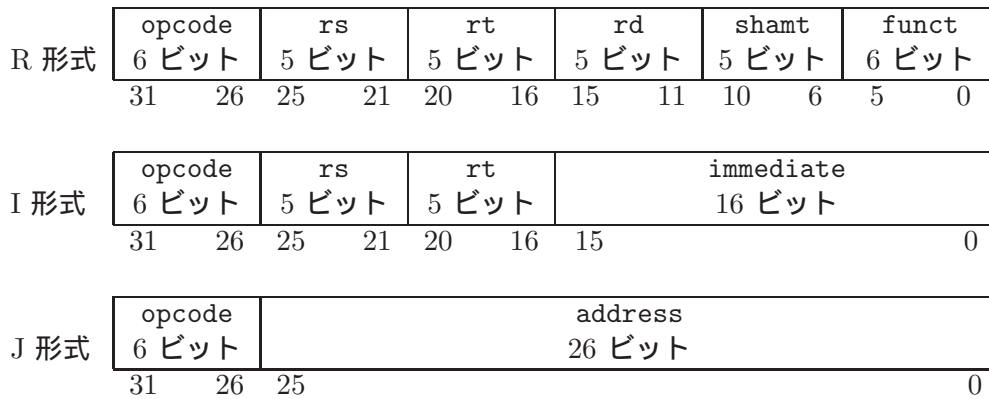 opcode rs rt rd shamt funct
R 形式 6 ビット 5 ビット 5 ビット 5 ビット 5 ビット 6 ビット
31 26 25 21 20 16 15 11 10 6 5 0
opcode rs rt immediate
I 形式 6 ビット 5 ビット 5 ビット 16 ビット
31 26 25 21 20 16 15 0
opcode address
J 形式 6 ビット 26 ビット
31 26 25 0